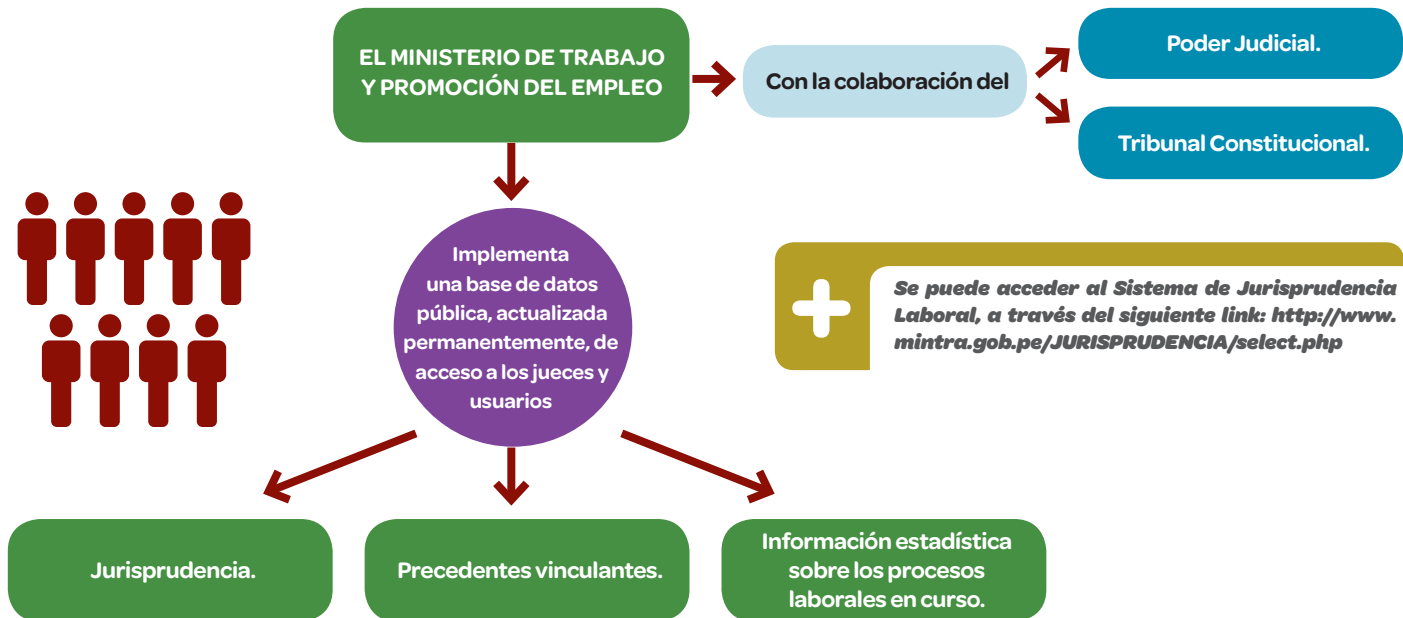 EL MINISTERIO DE TRABAJO
Y PROMOCIÓN DEL EMPLEO
Con la colaboración del
Poder Judicial.
Tribunal Constitucional.
Implementa
una base de datos
pública, actualizada
permanentemente, de
acceso a los jueces y
usuarios
Se puede acceder al Sistema de Jurisprudencia
Laboral, a través del siguiente link: http://www.
mintra.gob.pe/JURISPRUDENCIA/select.php
Jurisprudencia.
Precedentes vinculantes.
Información estadística
sobre los procesos
laborales en curso.